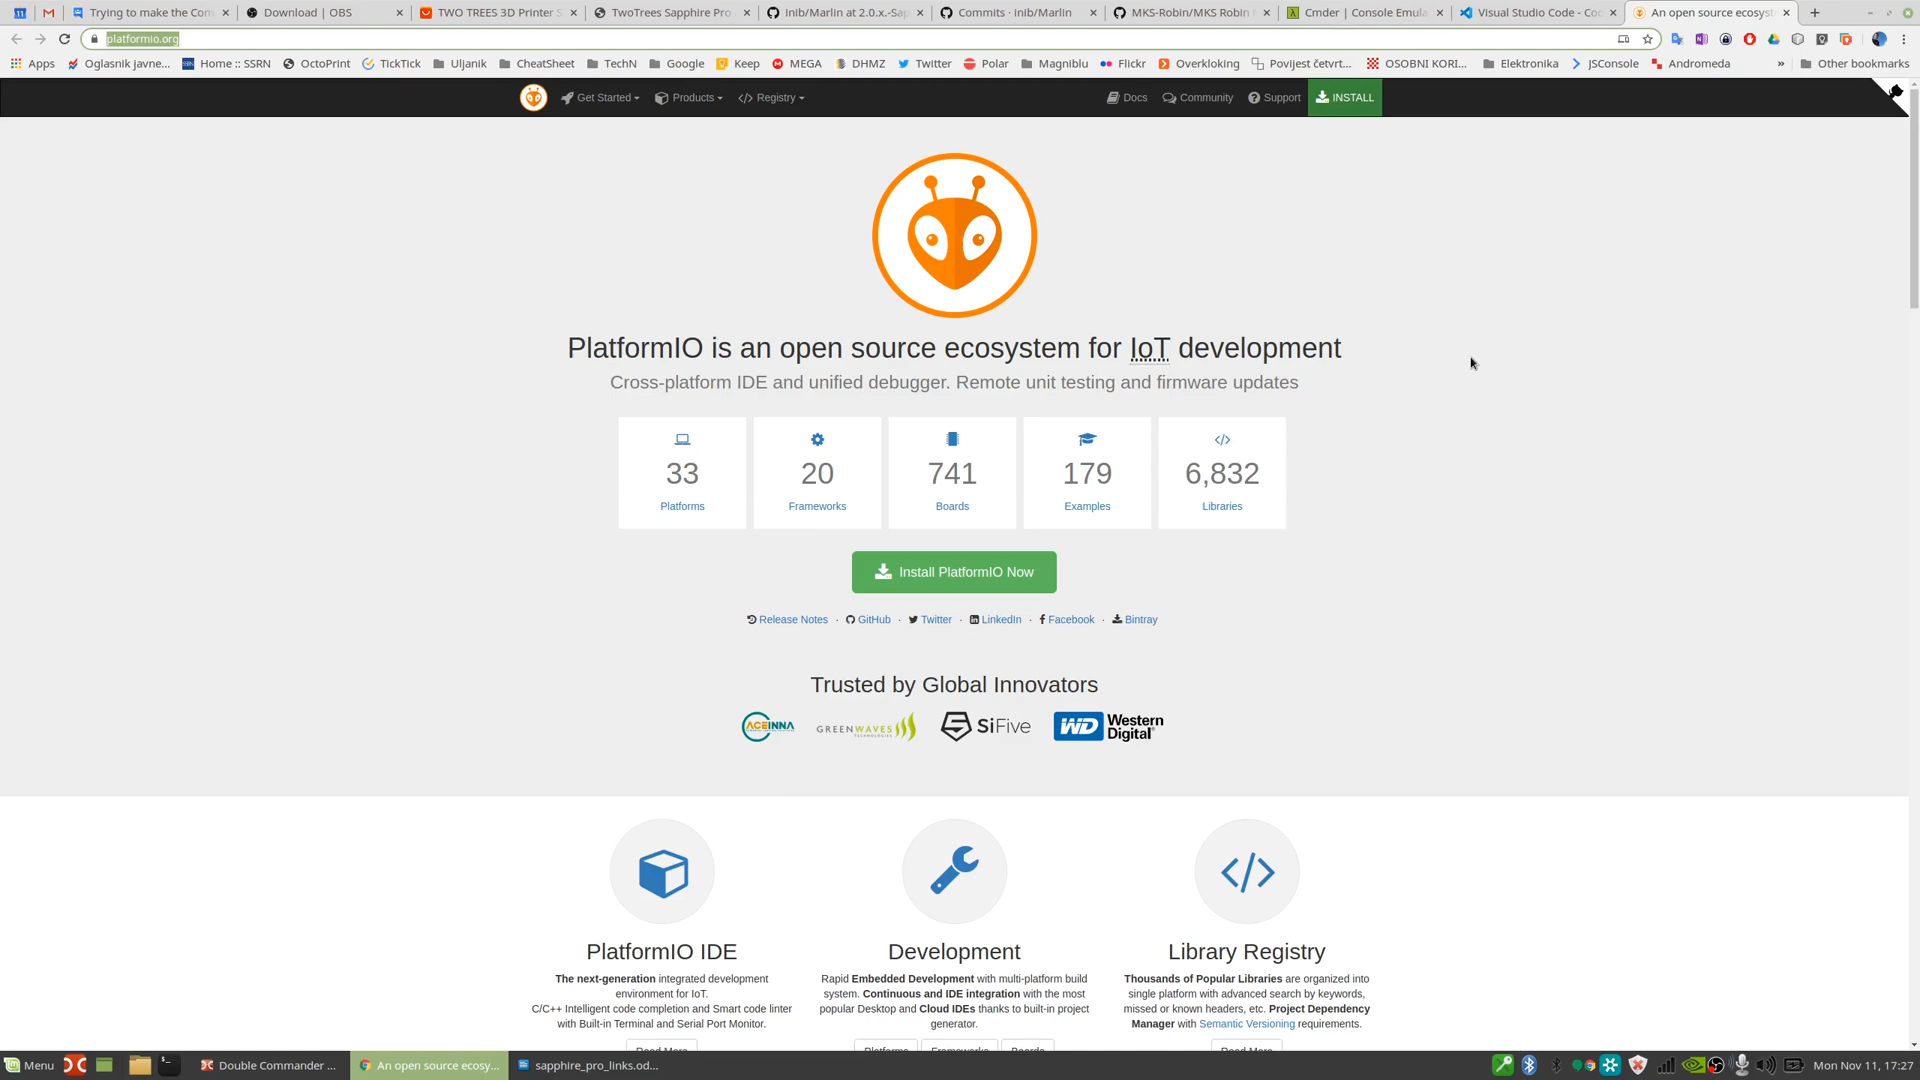 11
Trying to make the Com
Download | OBS
TWO TREES 3D Printer S
TwoTrees Sapphire Pro
inib/Marlin at 2.0.x.-Sap
Commits · inib/Marlin
MKS-Robin/MKS Robin
Cmder | Console Emula
Visual Studio Code - Coc
An open source ecosyst
platformio.org
Apps
Oglasnik javne...
Home :: SSRN
OctoPrint
TickTick
Uljanik
CheatSheet
TechN
Google
Keep
MEGA
DHMZ
Twitter
Polar
Magniblu
Flickr
Overkloking
Povijest četvrt...
OSOBNI KORI...
Elektronika
JSConsole
Andromeda
»
Other bookmarks
Get Started
Products
Registry
Docs
Community
Support
INSTALL
PlatformIO is an open source ecosystem for IoT development
Cross-platform IDE and unified debugger. Remote unit testing and firmware updates
33
Platforms
20
Frameworks
741
Boards
179
Examples
6,832
Libraries
Install PlatformIO Now
Release Notes · GitHub · Twitter · LinkedIn · Facebook · Bintray
Trusted by Global Innovators
ACEINNA
GREENWAVES
TECHNOLOGIES
SiFive
WD Western
Digital®
PlatformIO IDE
The next-generation integrated development
environment for IoT.
C/C++ Intelligent code completion and Smart code linter
with Built-in Terminal and Serial Port Monitor.
Read More
Development
Rapid Embedded Development with multi-platform build
system. Continuous and IDE integration with the most
popular Desktop and Cloud IDEs thanks to built-in project
generator.
Platforms
Frameworks
Boards
Library Registry
Thousands of Popular Libraries are organized into
single platform with advanced search by keywords,
missed or known headers, etc. Project Dependency
Manager with Semantic Versioning requirements.
Read More
Menu
Double Commander ...
An open source ecosy...
sapphire_pro_links.od...
Mon Nov 11, 17:27